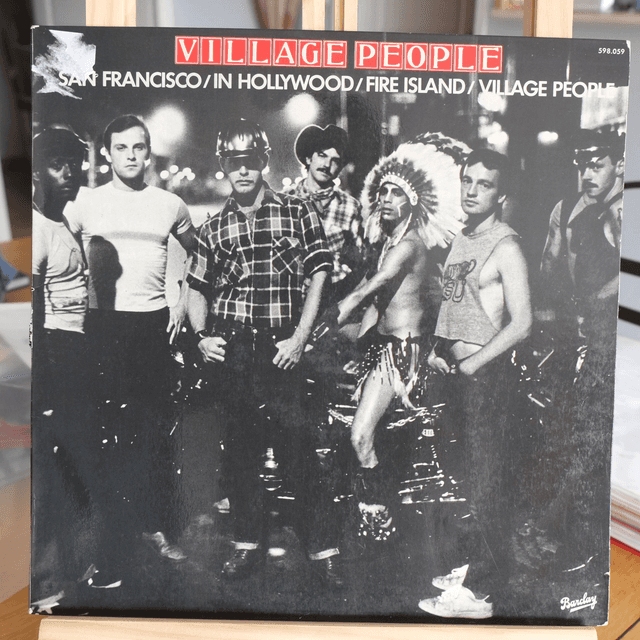 VILLAGE PEOPLE
598.059
SAN FRANCISCO/IN HOLLYWOOD/FIRE ISLAND/VILLAGE PEOPLE
Barclay